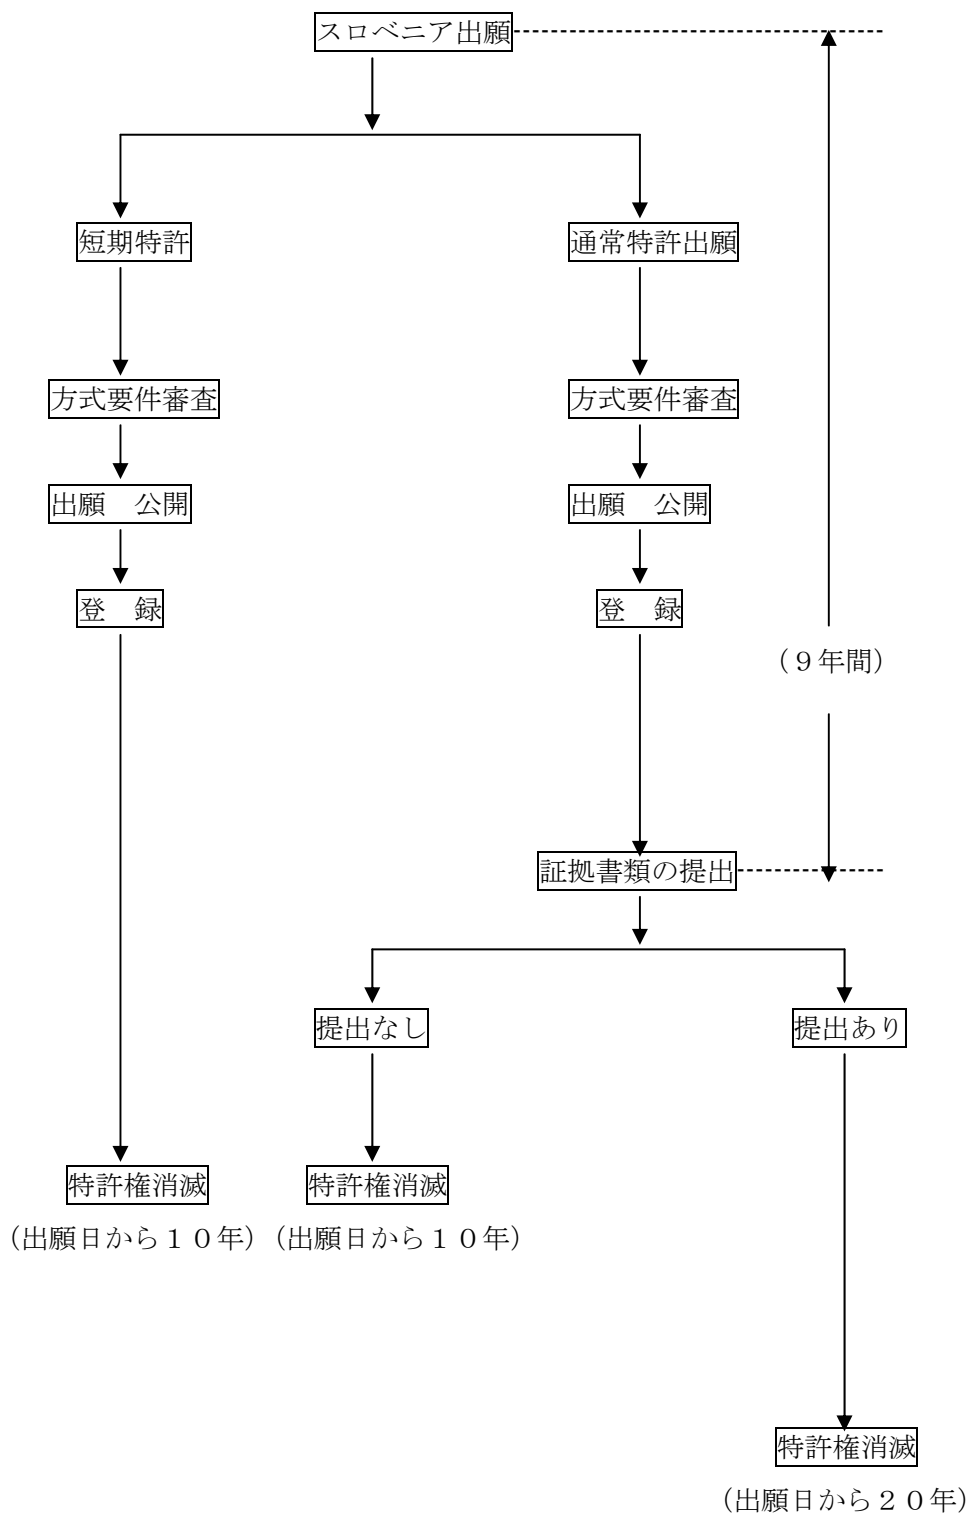 スロベニア出願
短期特許
通常特許出願
方式要件審査
方式要件審査
出願　公開
出願　公開
登　録
登　録
（９年間）
証拠書類の提出
提出なし
提出あり
特許権消滅
特許権消滅
（出願日から１０年）
（出願日から１０年）
特許権消滅
（出願日から２０年）